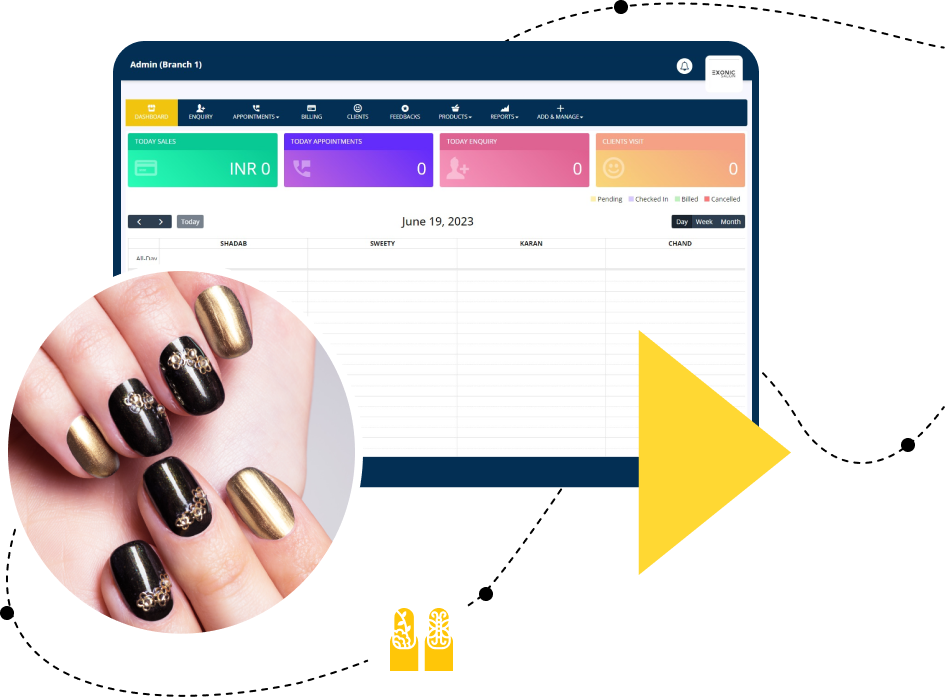 Admin (Branch 1)
EXONIC
SALON
DASHBOARD
ENQUIRY
APPOINTMENTS
BILLING
CLIENTS
FEEDBACKS
PRODUCTS
REPORTS
ADD & MANAGE
TODAY SALES
INR 0
TODAY APPOINTMENTS
0
TODAY ENQUIRY
0
CLIENTS VISIT
0
Pending Checked In Billed Cancelled
Today
June 19, 2023
Day Week Month
SHADAB SWEETY KARAN CHAND
All-Day